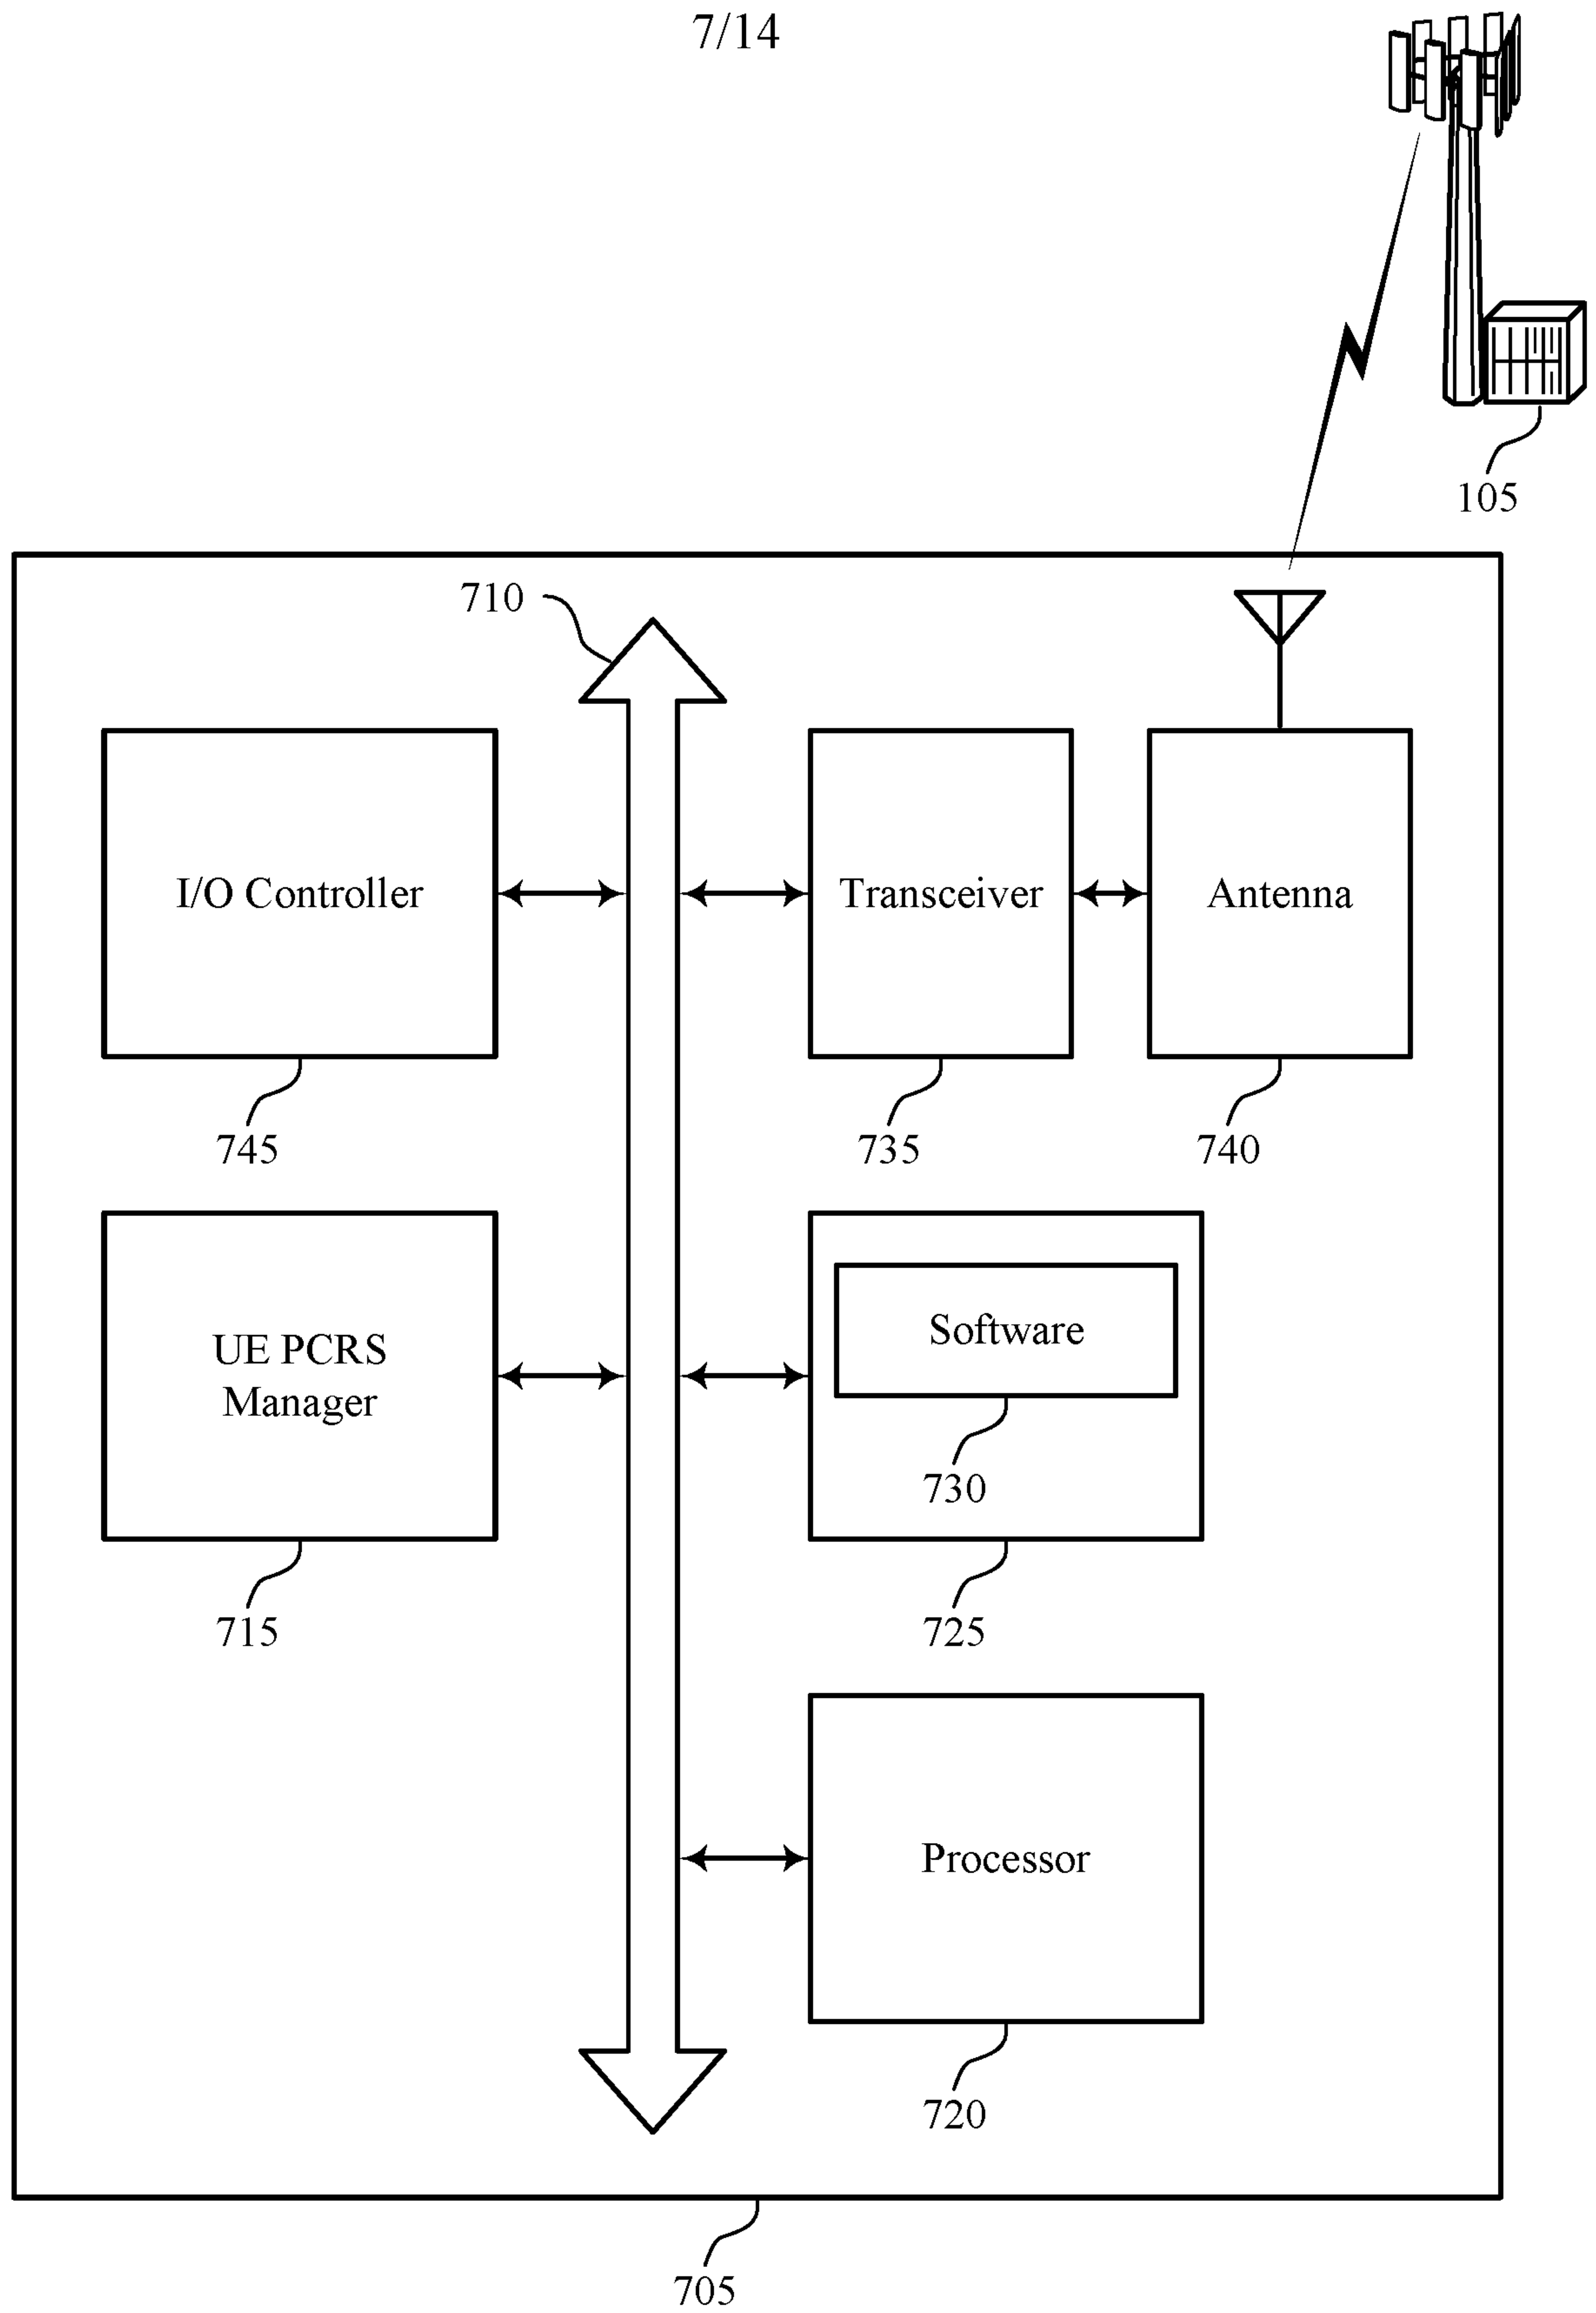 7/14
105
710
I/O Controller
Transceiver
Antenna
745
735
740
UE PCRS
Manager
Software
730
715
725
Processor
720
705